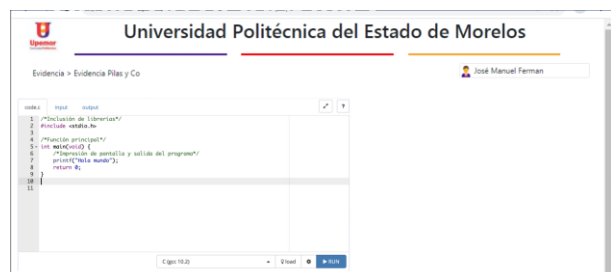 Upemor
Universidad Politécnica del Estado de Morelos
Evidencia > Evidencia Pilas y Co
José Manuel Ferman
code.c input output
?
1 /*Inclusión de librerías*/
2 #include <stdio.h>
3
4 /*Función principal*/
5 int main(void) {
6 /*Impresión de pantalla y salida del programa*/
7 printf("Hola mundo");
8 return 0;
9 }
10
11
C (gcc 10.2) load RUN